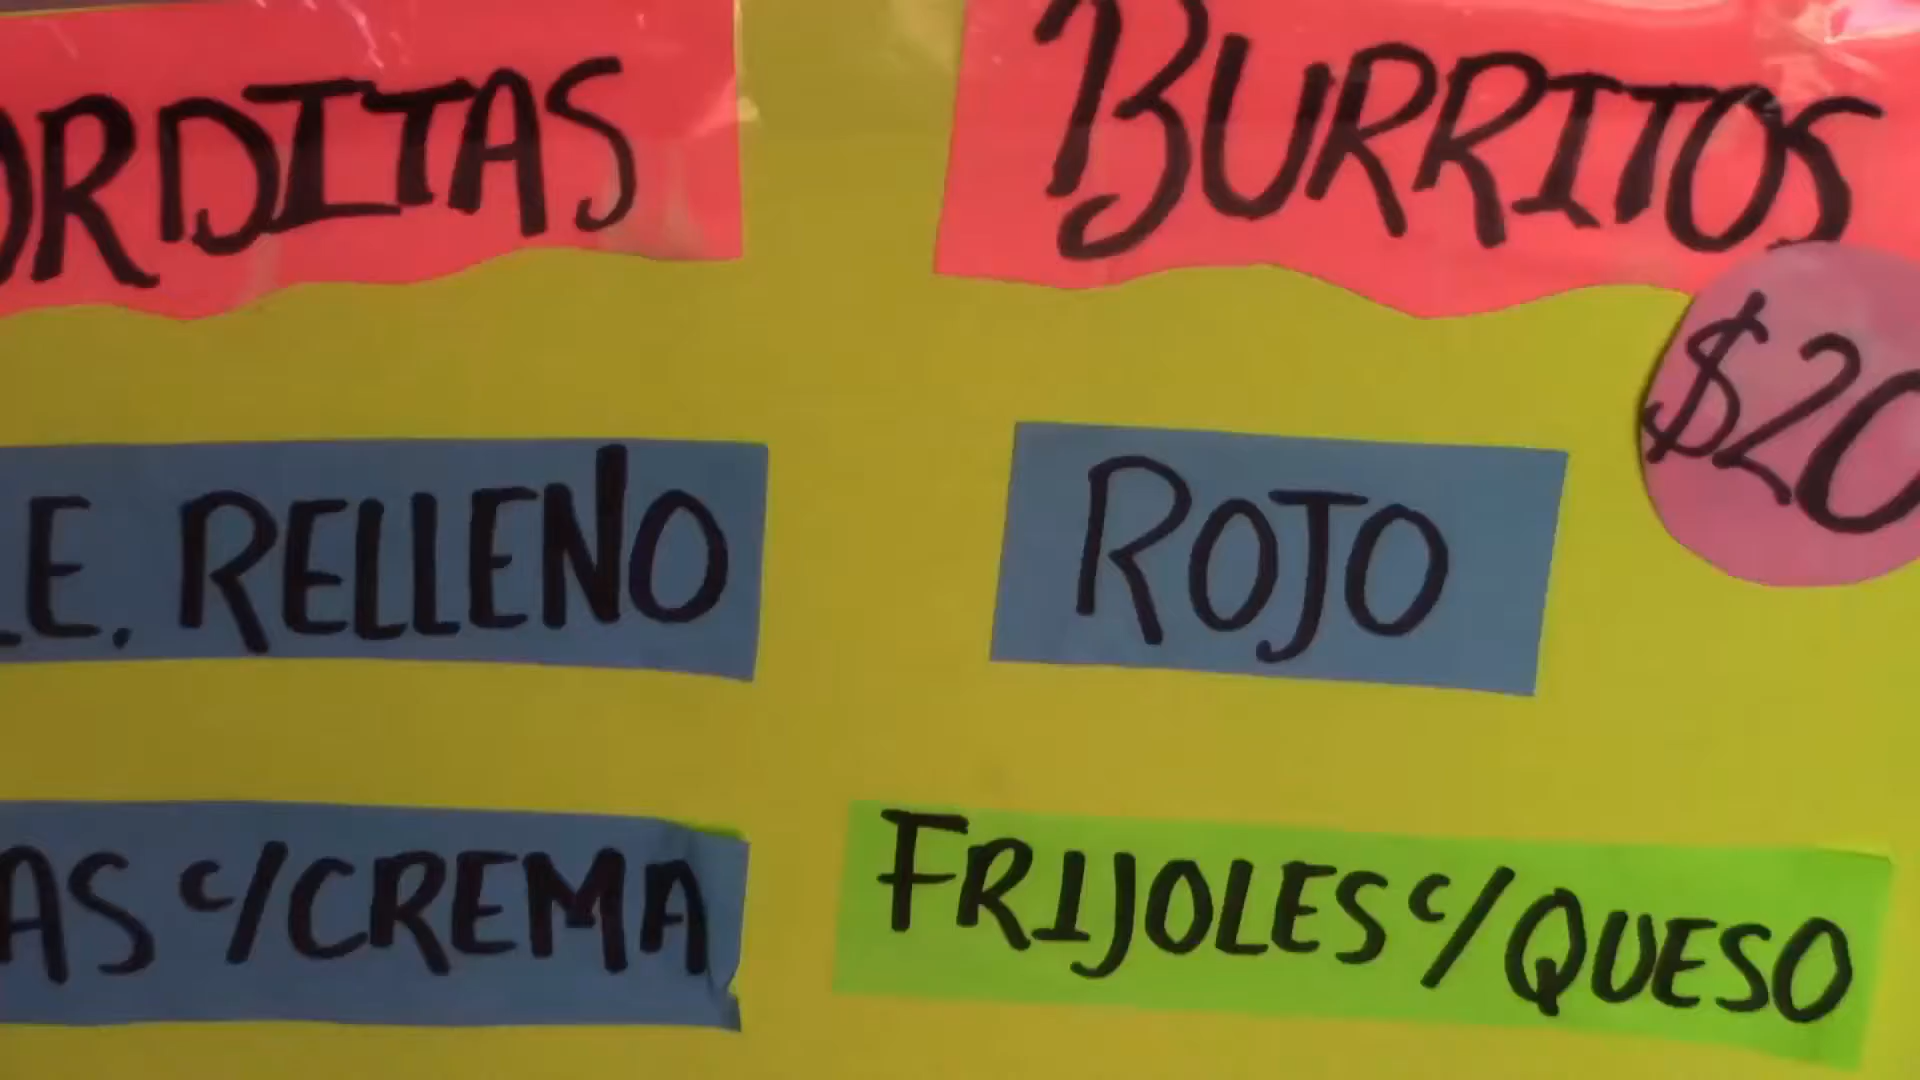 ORDITAS
LE. RELLENO
AS c/CREMA
BURRITOS
$20
ROJO
FRIJOLES c/QUESO